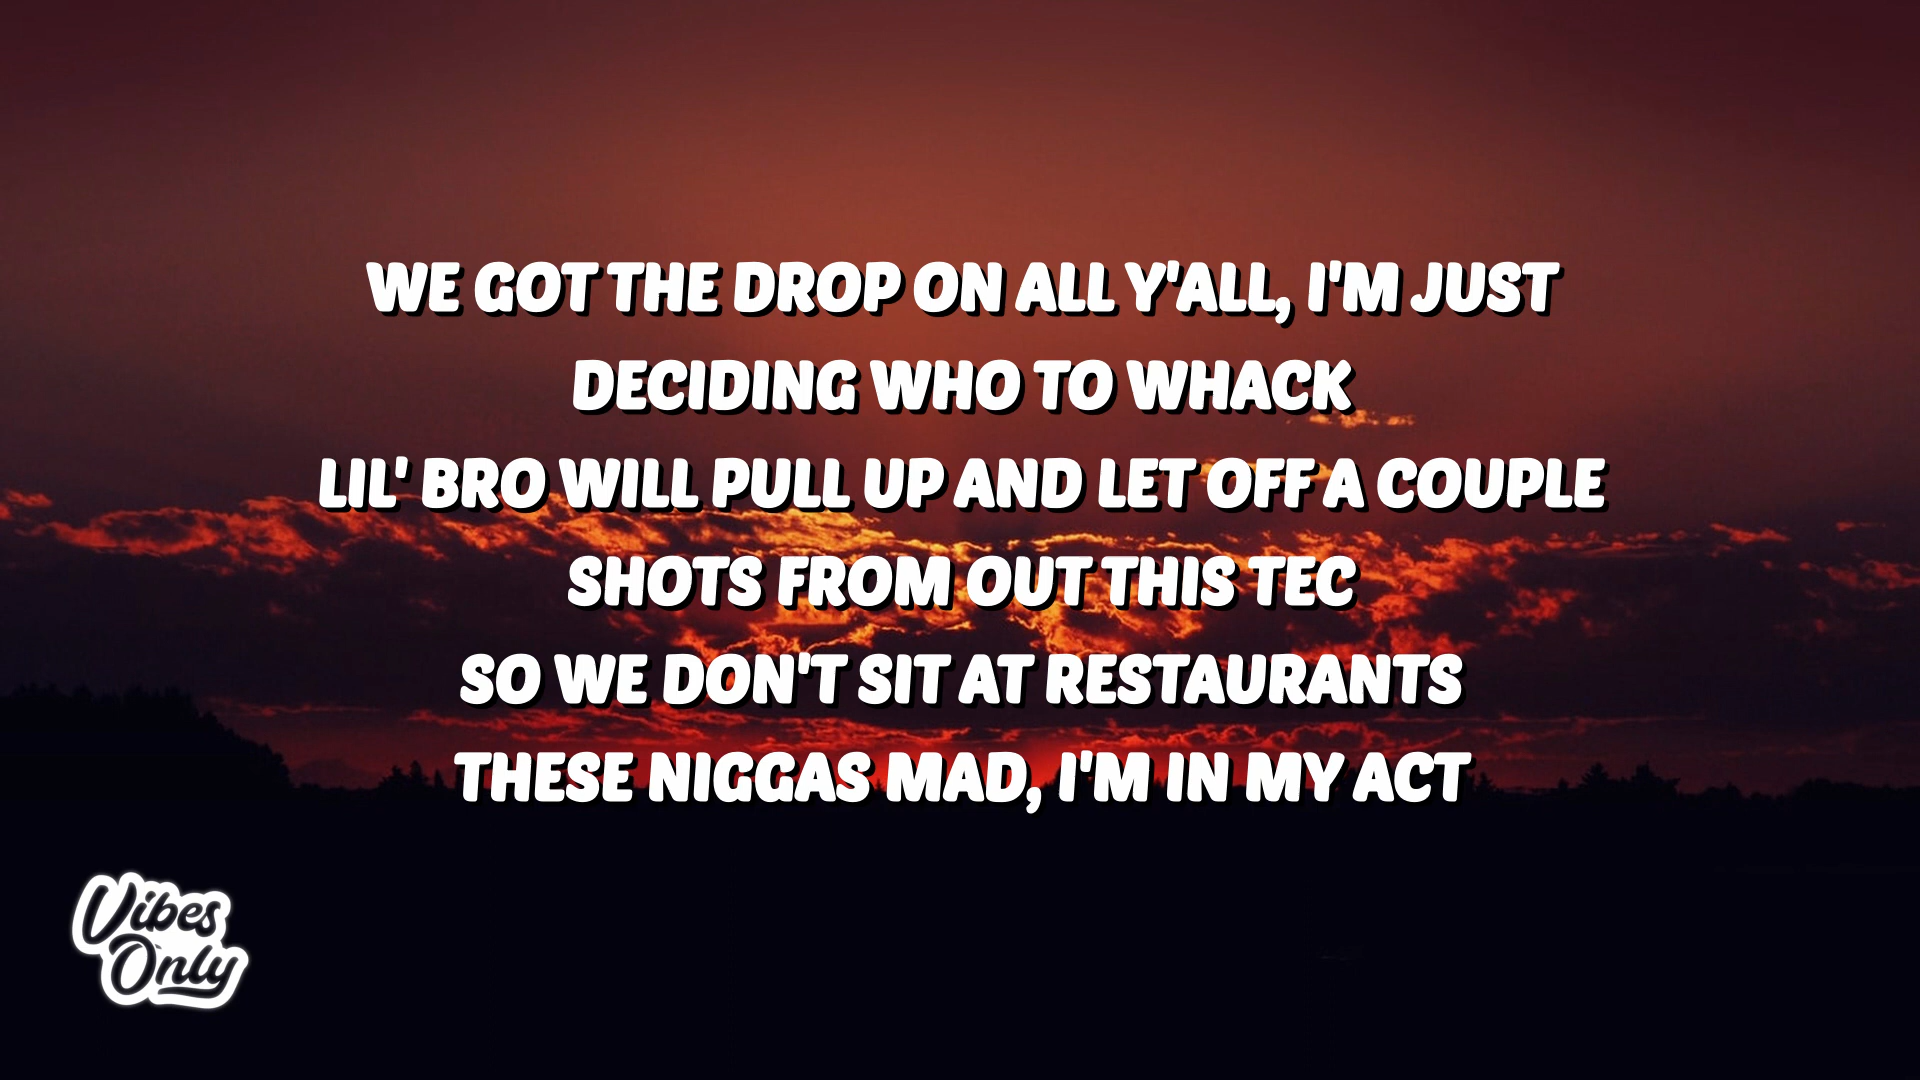 WE GOT THE DROP ON ALL Y'ALL, I'M JUST
DECIDING WHO TO WHACK
LIL' BRO WILL PULL UP AND LET OFF A COUPLE
SHOTS FROM OUT THIS TEC
SO WE DON'T SIT AT RESTAURANTS
THESE NIGGAS MAD, I'M IN MY ACT
Vibes
Only